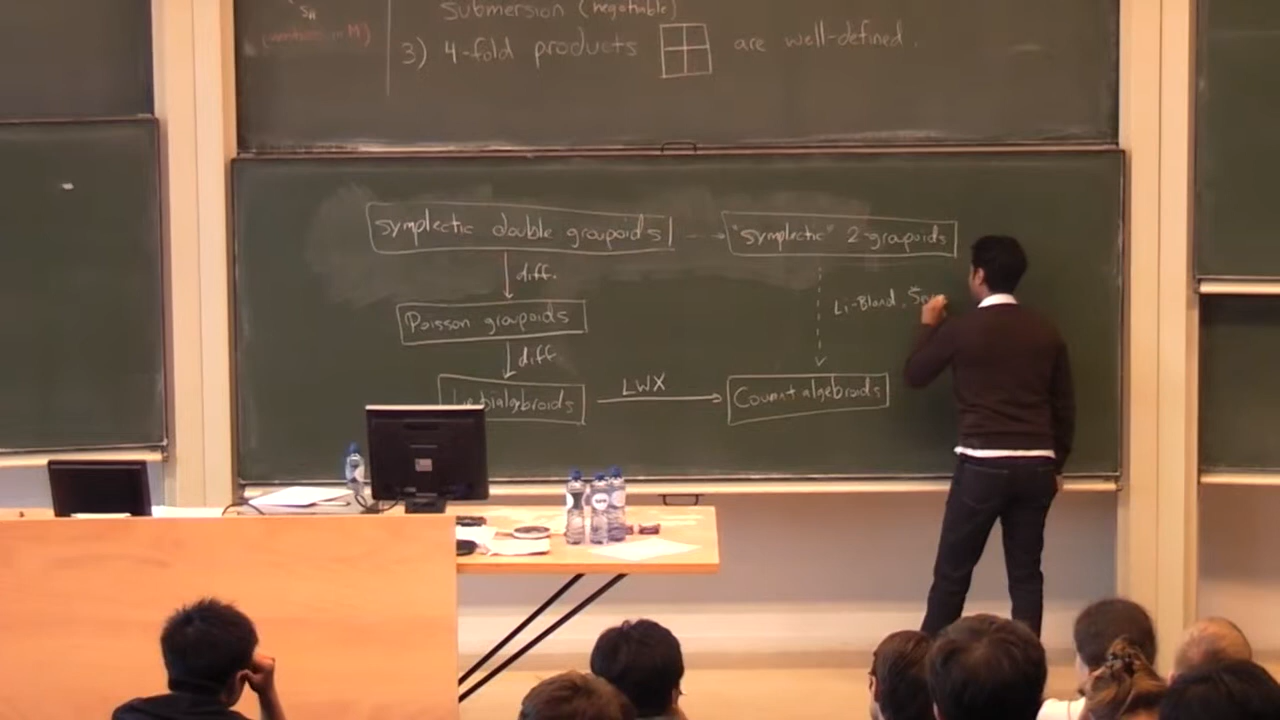 submersion (negotiable)
3) 4-fold products are well-defined.
symplectic double groupoids
"symplectic" 2-groupoids
diff.
Li-Bland, Šev
Poisson groupoids
diff.
bialgebroids
LWX
Courant algebroids